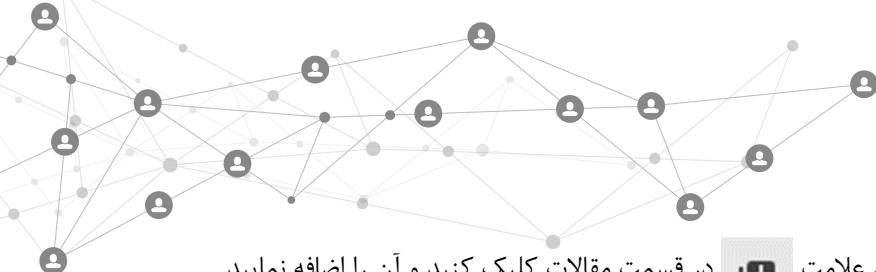 علامت در قسمت مقالات کلیک کنید و آن را اضافه نمایید